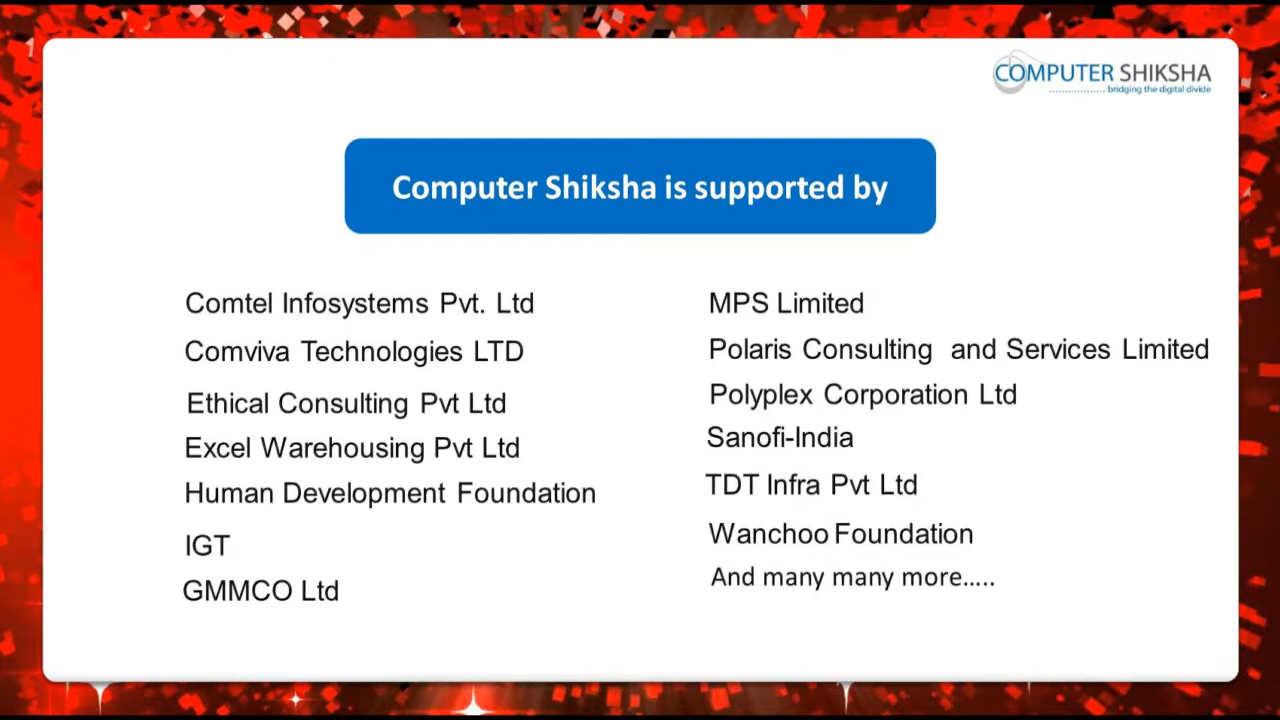 COMPUTER SHIKSHA
bridging the digital divide
Computer Shiksha is supported by
Comtel Infosystems Pvt. Ltd
Comviva Technologies LTD
Ethical Consulting Pvt Ltd
Excel Warehousing Pvt Ltd
Human Development Foundation
IGT
GMMCO Ltd
MPS Limited
Polaris Consulting and Services Limited
Polyplex Corporation Ltd
Sanofi-India
TDT Infra Pvt Ltd
Wanchoo Foundation
And many many more.....